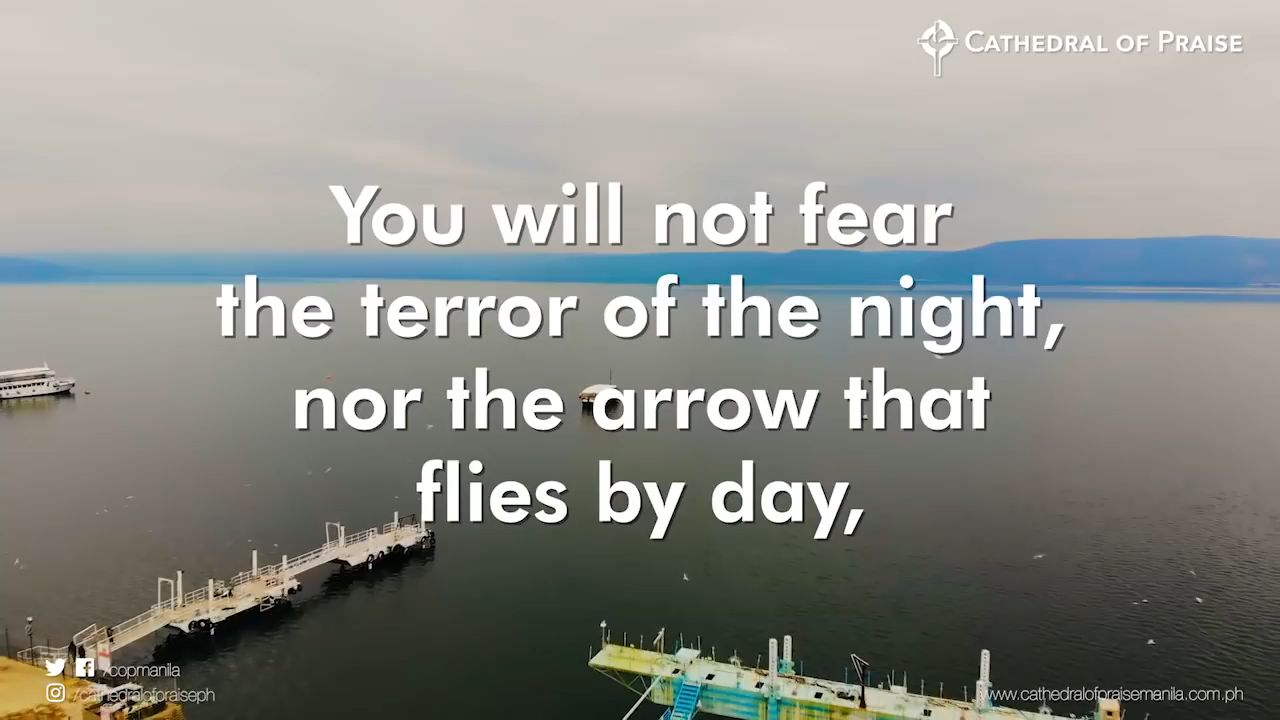 CATHEDRAL OF PRAISE
You will not fear
the terror of the night,
nor the arrow that
flies by day,
/copmanila
/cathedralofpraiseph
www.cathedralofpraisemanila.com.ph